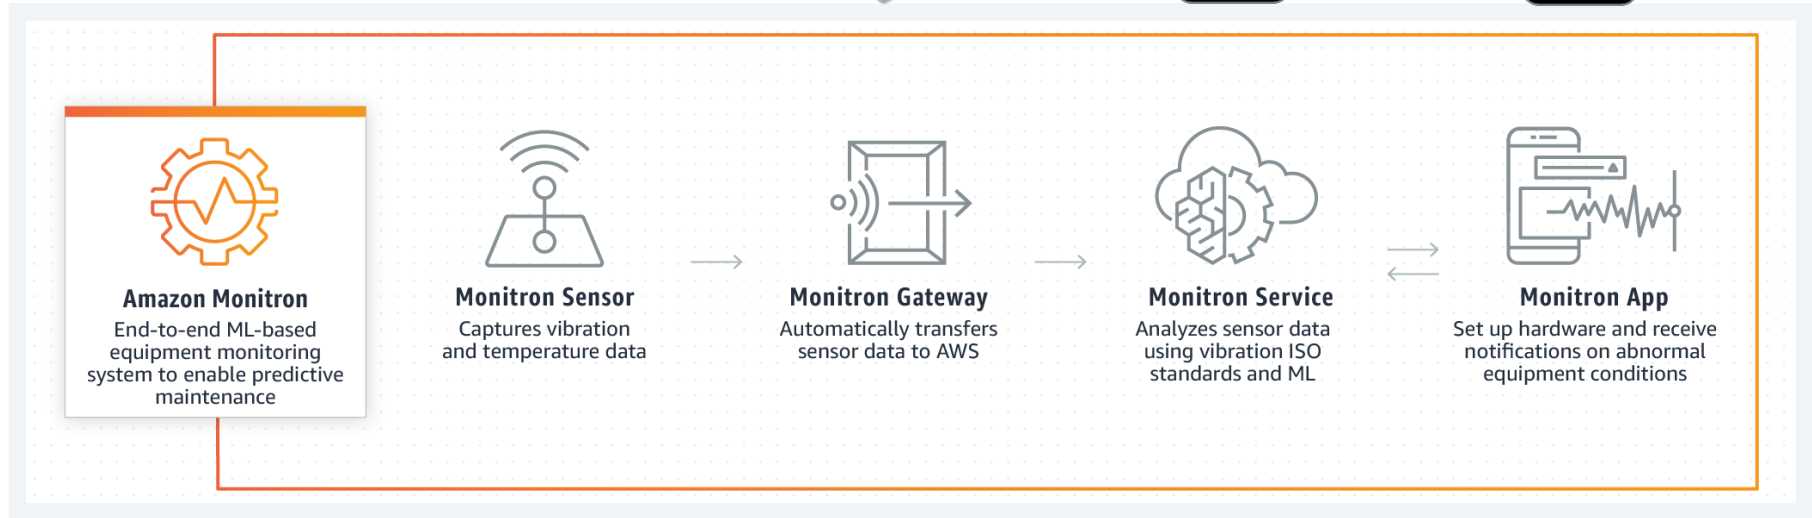 Amazon Monitron
End-to-end ML-based
equipment monitoring
system to enable predictive
maintenance
Monitron Sensor
Captures vibration
and temperature data
Monitron Gateway
Automatically transfers
sensor data to AWS
Monitron Service
Analyzes sensor data
using vibration ISO
standards and ML
Monitron App
Set up hardware and receive
notifications on abnormal
equipment conditions